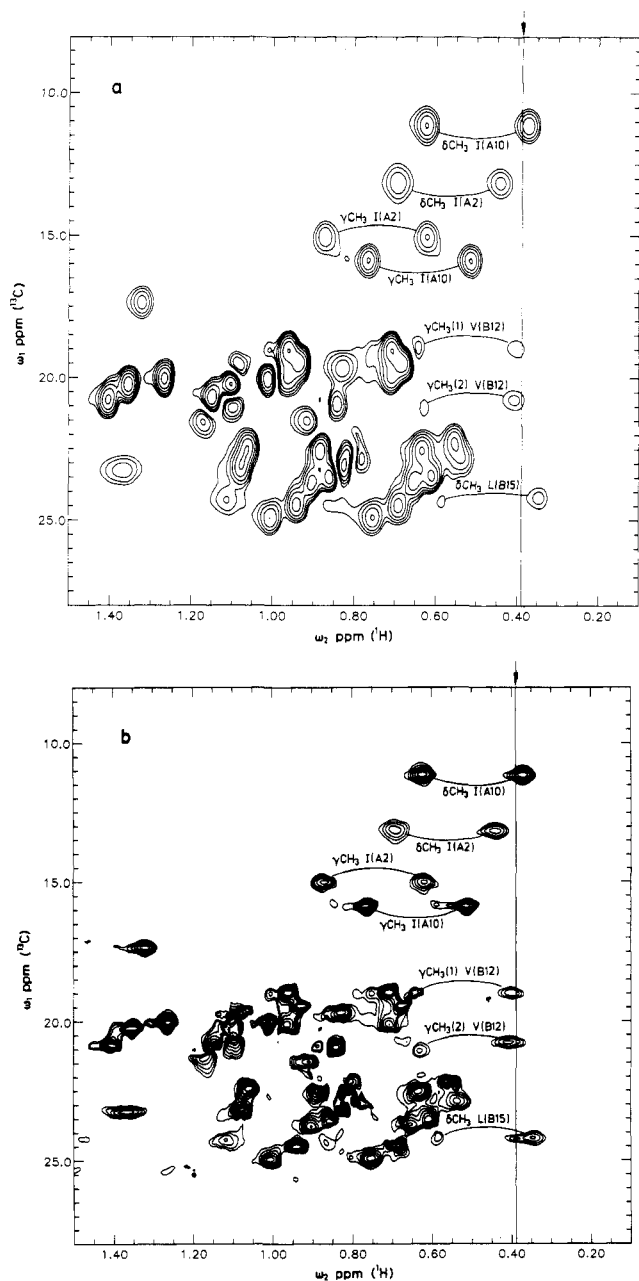 a
10.0
15.0
20.0
25.0
ω₁ ppm (¹³C)
δCH₃ I(A10)
δCH₃ I(A2)
γCH₃ I(A2)
γCH₃ I(A10)
γCH₃(1) V(B12)
γCH₃(2) V(B12)
δCH₃ L(B15)
1.40
1.20
1.00
0.80
0.60
0.40
0.20
ω₂ ppm (¹H)
b
10.0
15.0
20.0
25.0
ω₁ ppm (¹³C)
δCH₃ I(A10)
δCH₃ I(A2)
γCH₃ I(A2)
γCH₃ I(A10)
γCH₃(1) V(B12)
γCH₃(2) V(B12)
δCH₃ L(B15)
1.40
1.20
1.00
0.80
0.60
0.40
0.20
ω₂ ppm (¹H)